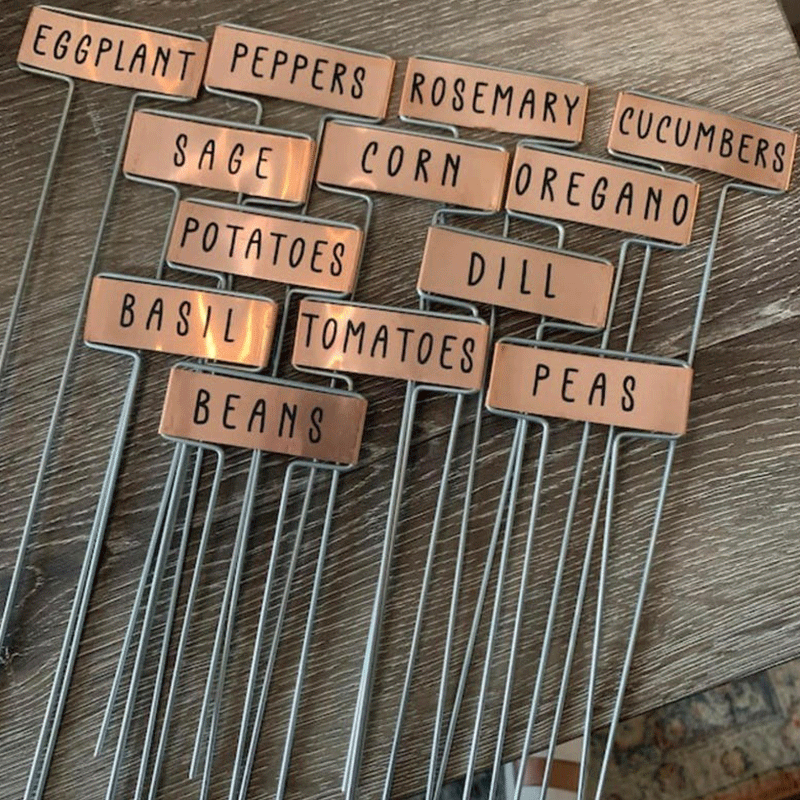 EGGPLANT
PEPPERS
ROSEMARY
CUCUMBERS
SAGE
CORN
OREGANO
POTATOES
DILL
BASIL
TOMATOES
PEAS
BEANS